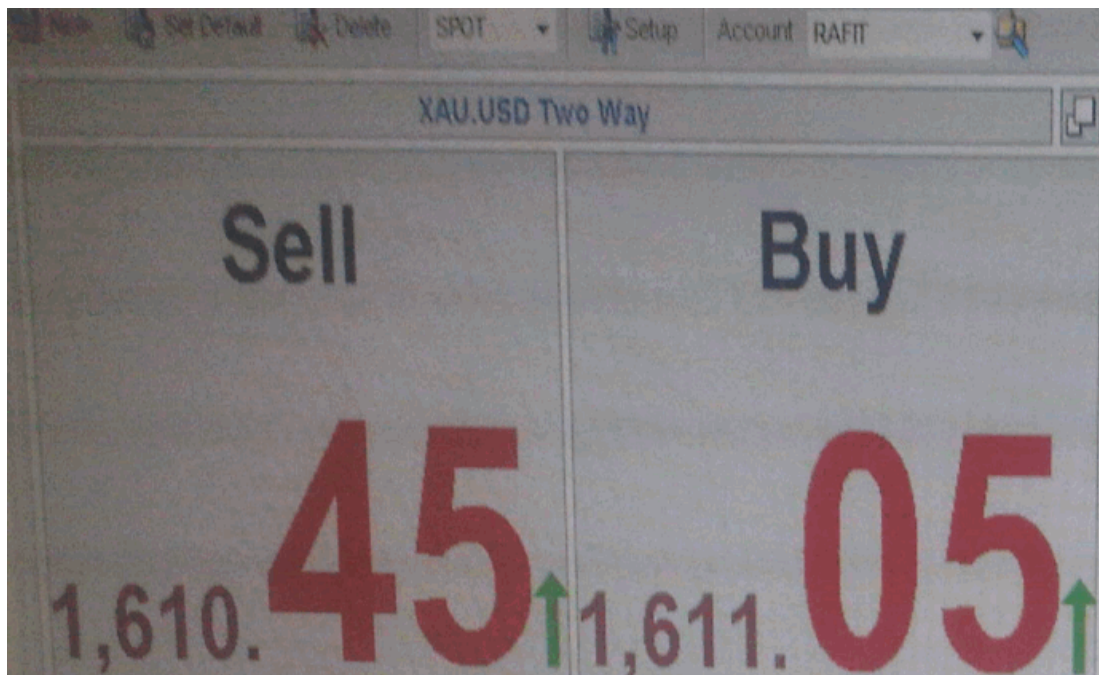 New Set Default Delete SPOT Setup Account RAFIT
XAU.USD Two Way
Sell Buy
1,610.45 1,611.05